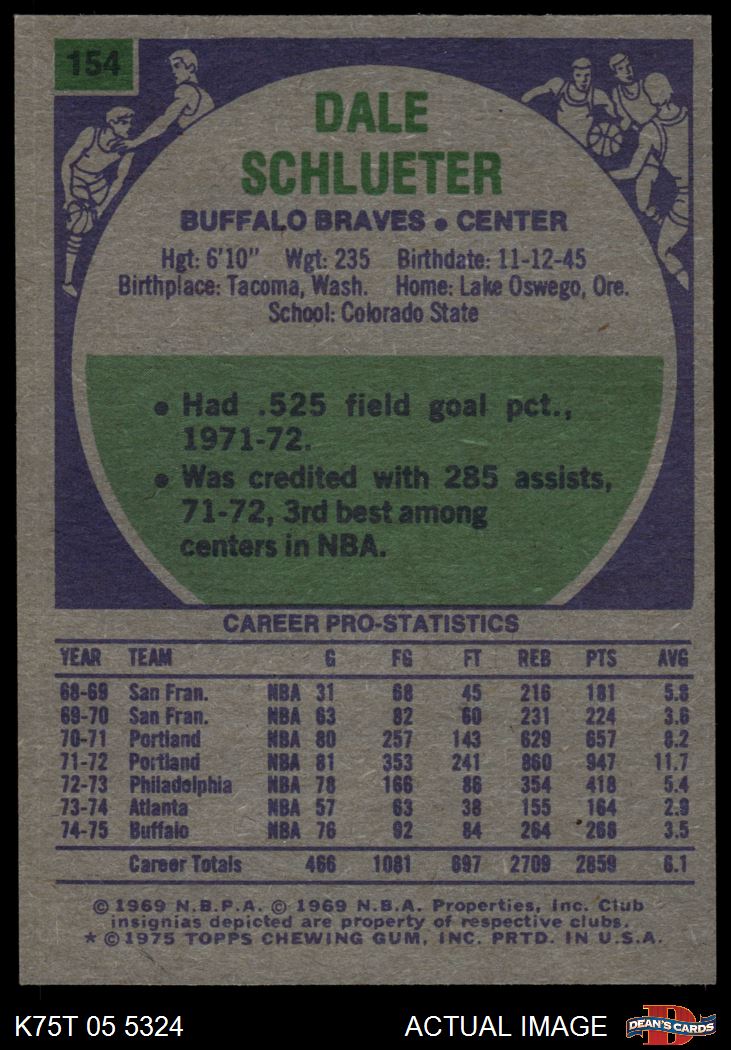 154
DALE
SCHLUETER
BUFFALO BRAVES • CENTER
Hgt: 6'10" Wgt: 235 Birthdate: 11-12-45
Birthplace: Tacoma, Wash. Home: Lake Oswego, Ore.
School: Colorado State
• Had .525 field goal pct.,
1971-72.
• Was credited with 285 assists,
71-72, 3rd best among
centers in NBA.
CAREER PRO-STATISTICS
YEAR TEAM G FG FT REB PTS AVG
68-69 San Fran. NBA 31 68 45 216 181 5.8
69-70 San Fran. NBA 63 82 60 231 224 3.6
70-71 Portland NBA 80 257 143 629 657 8.2
71-72 Portland NBA 81 353 241 860 947 11.7
72-73 Philadelphia NBA 78 166 86 354 418 5.4
73-74 Atlanta NBA 57 63 38 155 164 2.9
74-75 Buffalo NBA 76 92 84 264 268 3.5
Career Totals 466 1081 697 2709 2859 6.1
© 1969 N.B.P.A. © 1969 N.B.A. Properties, Inc. Club
insignias depicted are property of respective clubs.
* © 1975 TOPPS CHEWING GUM, INC. PRTD. IN U.S.A.
K75T 05 5324 ACTUAL IMAGE DEAN'S CARDS